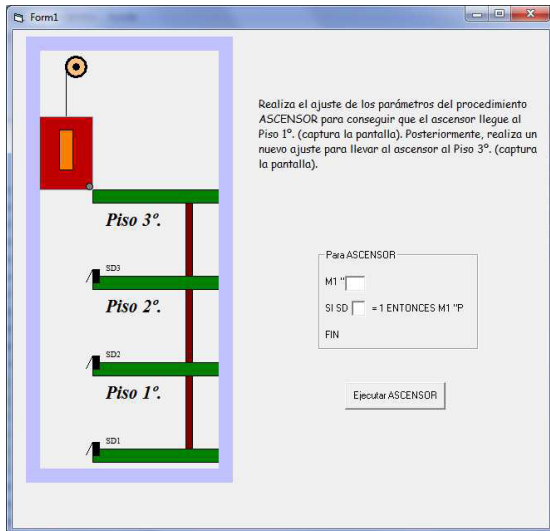 Form1
Realiza el ajuste de los parámetros del procedimiento
ASCENSOR para conseguir que el ascensor llegue al
Piso 1º. (captura la pantalla). Posteriormente, realiza un
nuevo ajuste para llevar al ascensor al Piso 3º. (captura
la pantalla).
Piso 3º.
SD3
Piso 2º.
SD2
Piso 1º.
SD1
Para ASCENSOR
M1 "
SI SD = 1 ENTONCES M1 "P
FIN
Ejecutar ASCENSOR